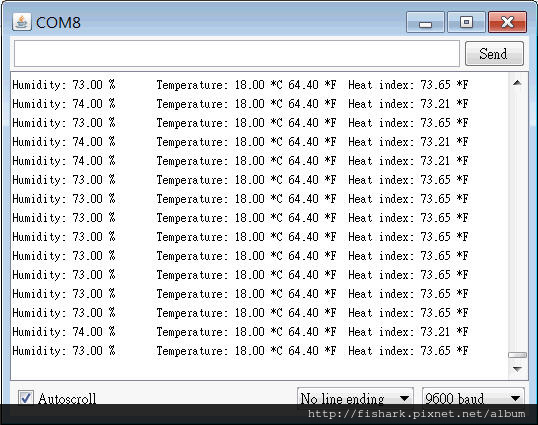 COM8
Send
Humidity: 73.00 % Temperature: 18.00 *C 64.40 *F Heat index: 73.65 *F
Humidity: 74.00 % Temperature: 18.00 *C 64.40 *F Heat index: 73.21 *F
Humidity: 73.00 % Temperature: 18.00 *C 64.40 *F Heat index: 73.65 *F
Humidity: 74.00 % Temperature: 18.00 *C 64.40 *F Heat index: 73.21 *F
Humidity: 74.00 % Temperature: 18.00 *C 64.40 *F Heat index: 73.21 *F
Humidity: 73.00 % Temperature: 18.00 *C 64.40 *F Heat index: 73.65 *F
Humidity: 73.00 % Temperature: 18.00 *C 64.40 *F Heat index: 73.65 *F
Humidity: 73.00 % Temperature: 18.00 *C 64.40 *F Heat index: 73.65 *F
Humidity: 73.00 % Temperature: 18.00 *C 64.40 *F Heat index: 73.65 *F
Humidity: 73.00 % Temperature: 18.00 *C 64.40 *F Heat index: 73.65 *F
Humidity: 73.00 % Temperature: 18.00 *C 64.40 *F Heat index: 73.65 *F
Humidity: 73.00 % Temperature: 18.00 *C 64.40 *F Heat index: 73.65 *F
Humidity: 73.00 % Temperature: 18.00 *C 64.40 *F Heat index: 73.65 *F
Humidity: 74.00 % Temperature: 18.00 *C 64.40 *F Heat index: 73.21 *F
Humidity: 73.00 % Temperature: 18.00 *C 64.40 *F Heat index: 73.65 *F
Autoscroll No line ending 9600 baud
http://fishark.pixnet.net/album